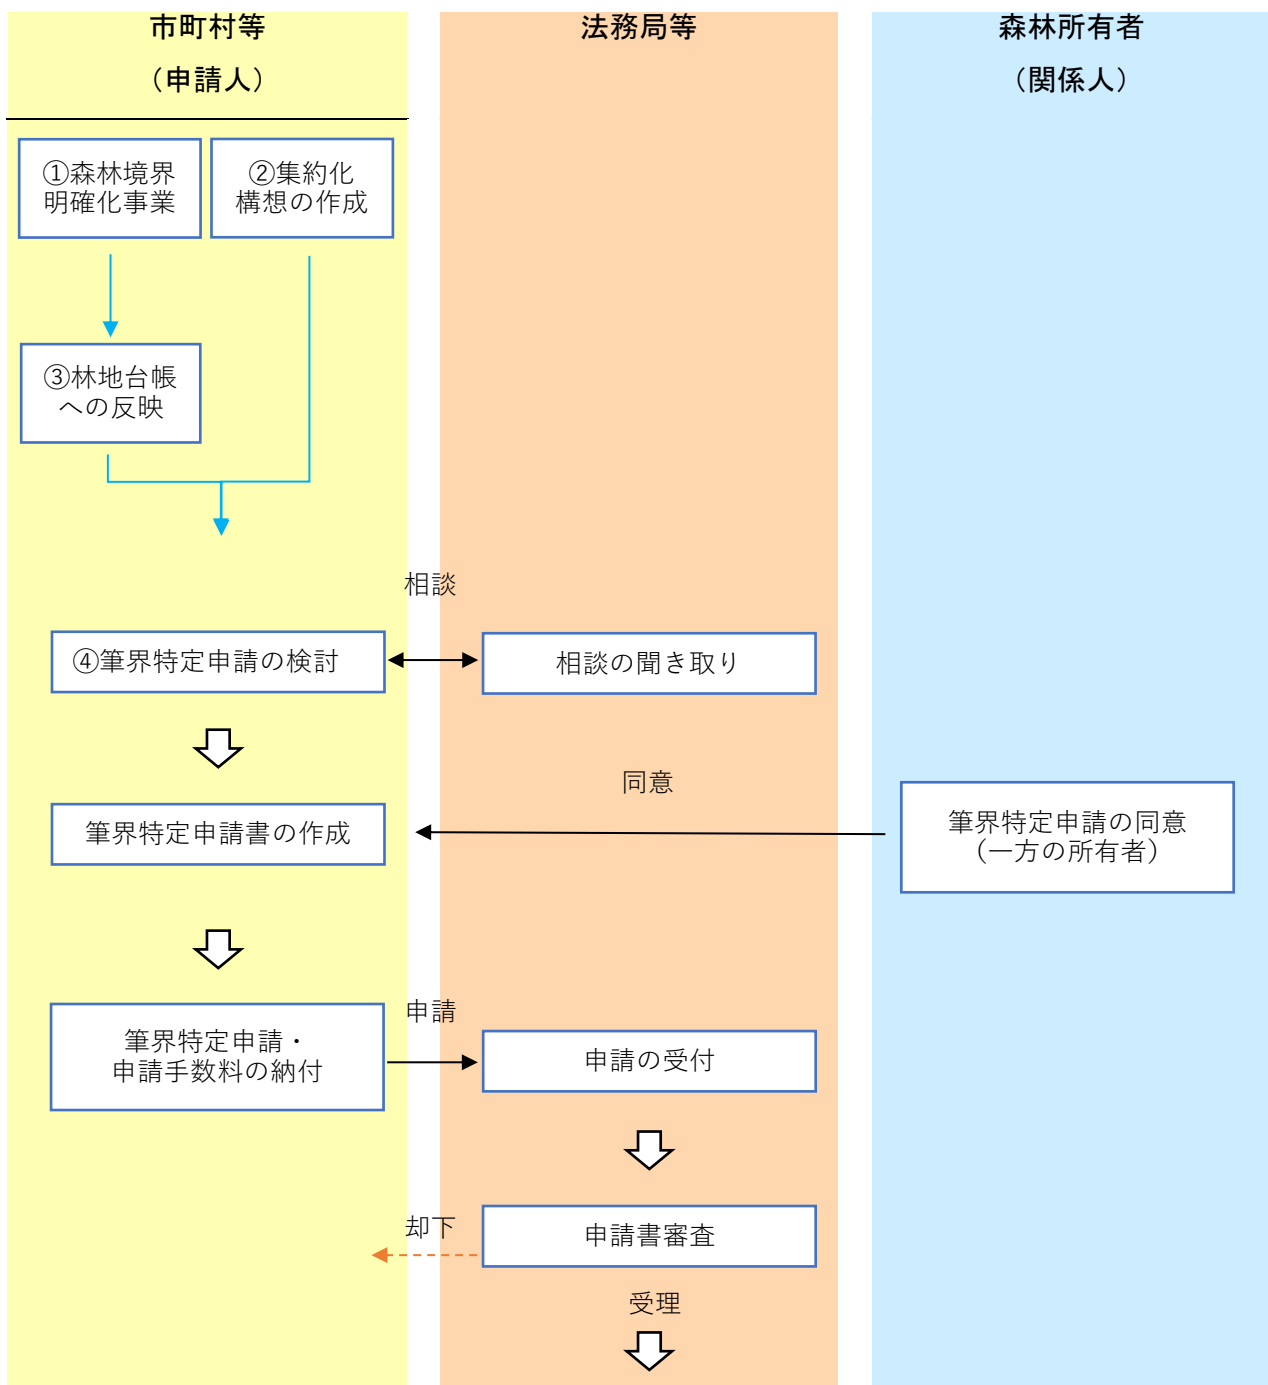 市町村等
（申請人）
法務局等
森林所有者
（関係人）
①森林境界
明確化事業
②集約化
構想の作成
③林地台帳
への反映
相談
④筆界特定申請の検討
相談の聞き取り
同意
筆界特定申請書の作成
筆界特定申請の同意
（一方の所有者）
申請
筆界特定申請・
申請手数料の納付
申請の受付
却下
申請書審査
受理